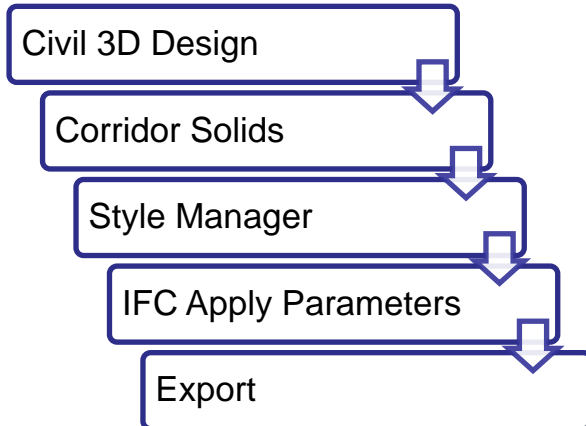 Civil 3D Design
Corridor Solids
Style Manager
IFC Apply Parameters
Export